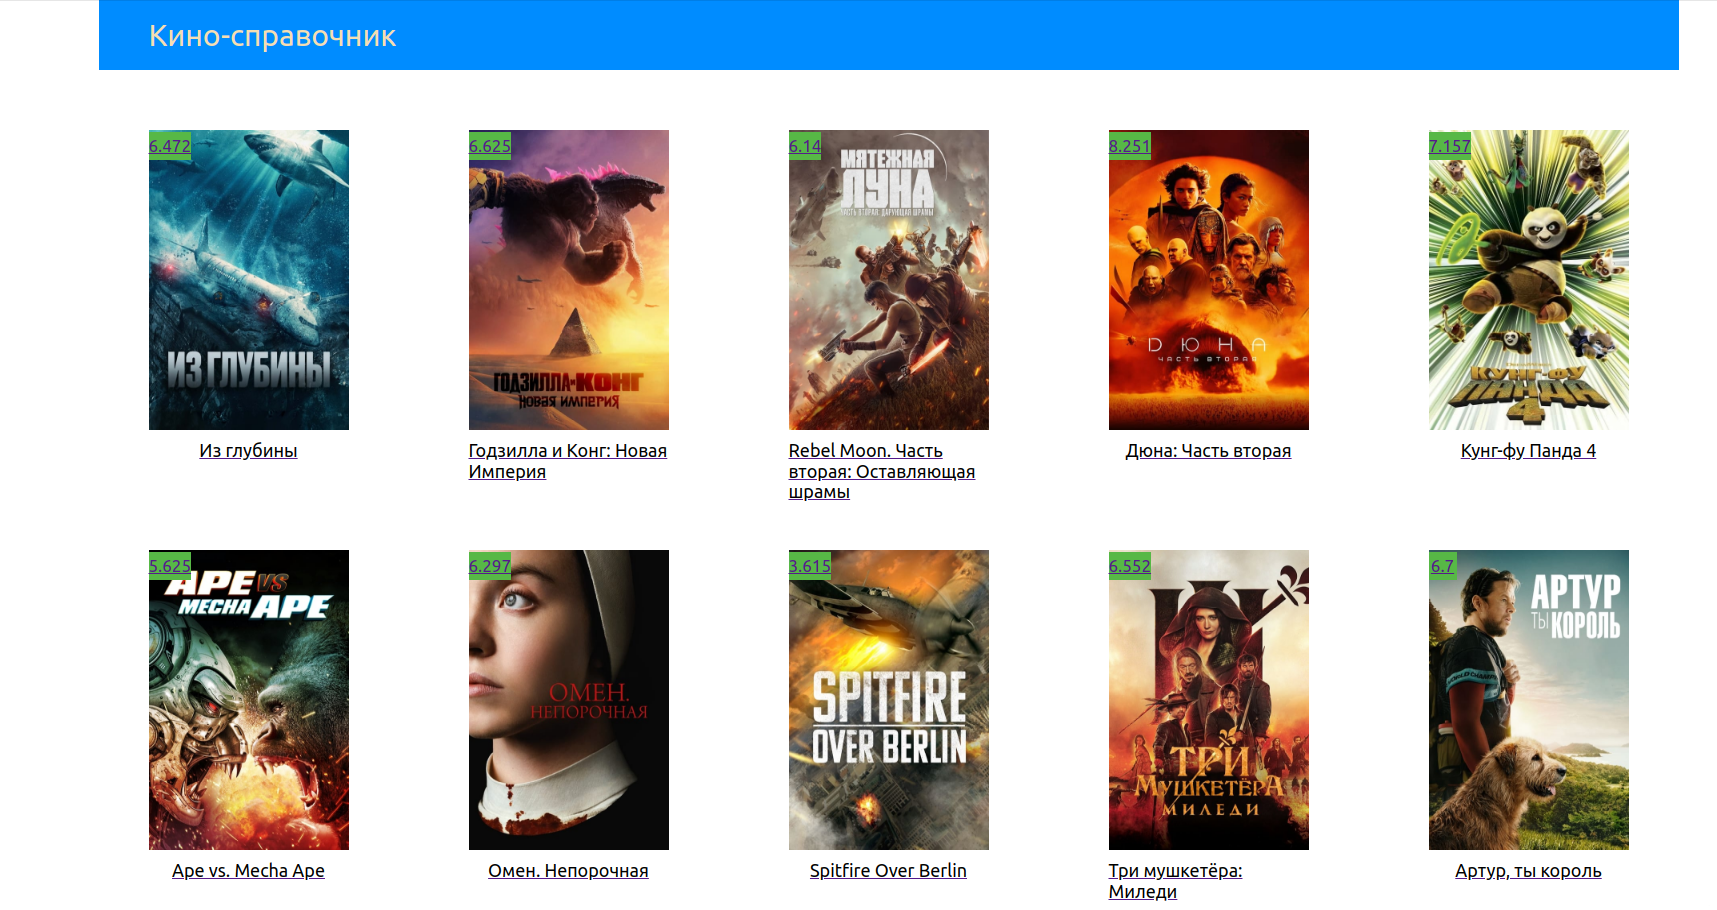 Кино-справочник
6.472
6.625
6.14
8.251
7.157
МЯТЕЖНАЯ
ЛУНА
ЧАСТЬ ВТОРАЯ: ДАРУЮЩАЯ ШРАМЫ
ИЗ ГЛУБИНЫ
ГОДЗИЛЛА-КОНГ
НОВАЯ ИМПЕРИЯ
ДЮНА
ЧАСТЬ ВТОРАЯ
КУНГ-ФУ
ПАНДА
4
Из глубины
Годзилла и Конг: Новая
Империя
Rebel Moon. Часть
вторая: Оставляющая
шрамы
Дюна: Часть вторая
Кунг-фу Панда 4
5.625
6.297
3.615
6.552
6.7
APE VS
MECHA APE
ОМЕН.
НЕПОРОЧНАЯ
SPITFIRE
OVER BERLIN
ТРИ
МУШКЕТЁРА
МИЛЕДИ
АРТУР
ТЫ КОРОЛЬ
Ape vs. Mecha Ape
Омен. Непорочная
Spitfire Over Berlin
Три мушкетёра:
Миледи
Артур, ты король